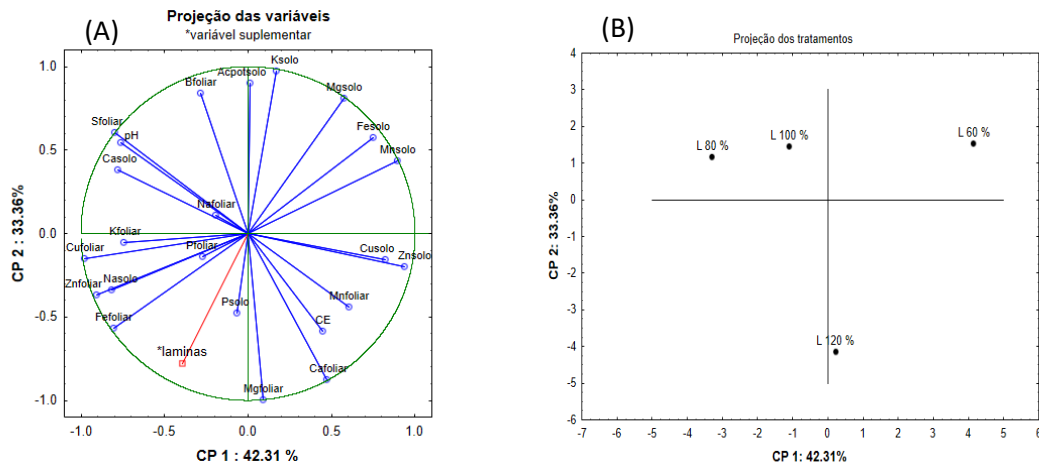 (A)
Projeção das variáveis
*variável suplementar
CP 2 : 33.36%
1.0
0.5
0.0
-0.5
-1.0
Ksolo
Acpotsolo
Bfoliar
Mgsolo
Sfoliar
pH
Fesolo
Mnsolo
Casolo
Nafoliar
Kfoliar
Cufoliar
Pfoliar
Cusolo
Znsolo
Znfoliar
Nasolo
Psolo
Mnfoliar
Fefoliar
CE
*laminas
Cafoliar
Mgfoliar
-1.0 -0.5 0.0 0.5 1.0
CP 1 : 42.31 %
(B)
Projeção dos tratamentos
CP 2: 33.36%
4
3
2
1
0
-1
-2
-3
-4
-5
-6
L 80 %
L 100 %
L 60 %
L 120 %
-7 -6 -5 -4 -3 -2 -1 0 1 2 3 4 5 6
CP 1: 42.31%